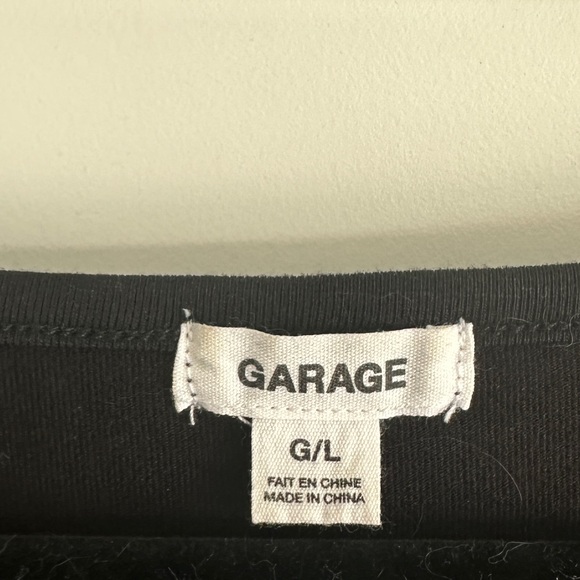 GARAGE
G/L
FAIT EN CHINE
MADE IN CHINA